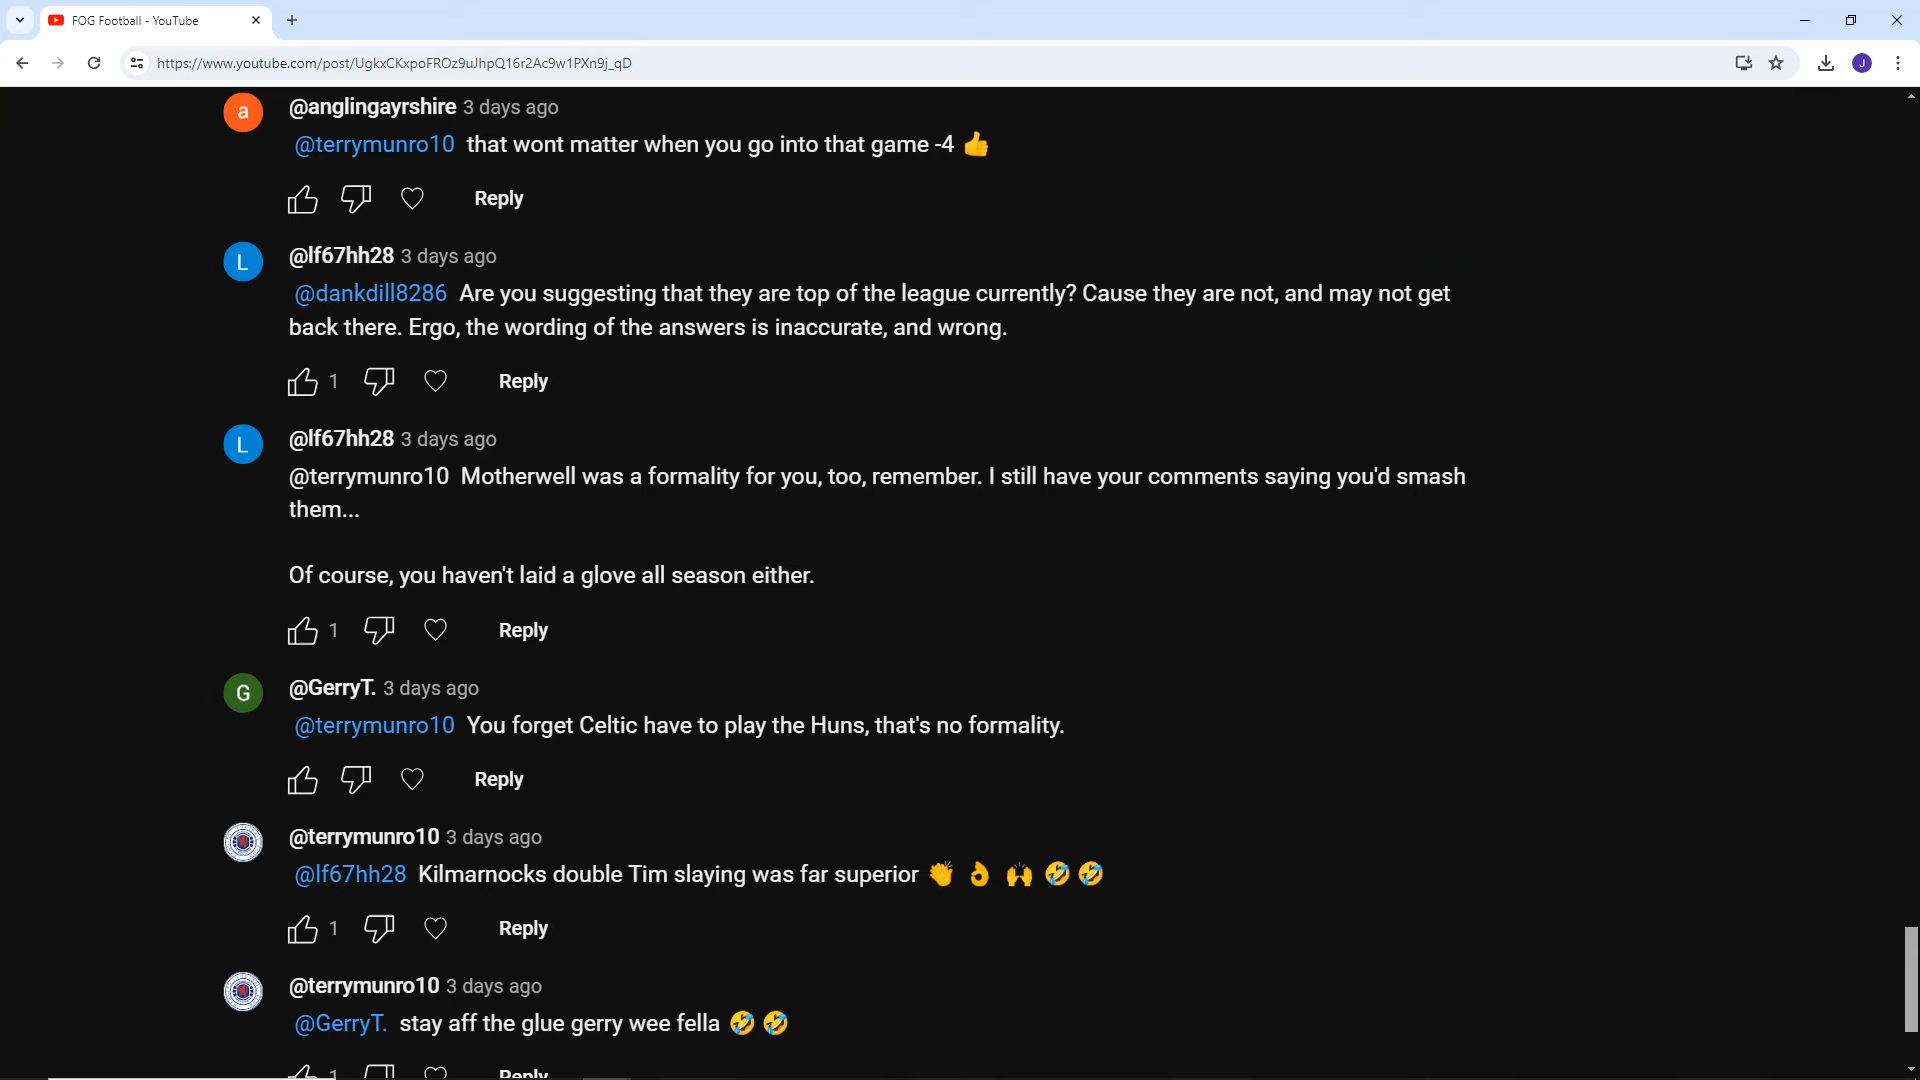 FOG Football - YouTube
https://www.youtube.com/post/UgkxCKxpoFROz9uJhpQ16r2Ac9w1PXn9j_qD
J
a
@anglingayrshire 3 days ago
@terrymunro10 that wont matter when you go into that game -4 👍
Reply
L
@lf67hh28 3 days ago
@dankdill8286 Are you suggesting that they are top of the league currently? Cause they are not, and may not get
back there. Ergo, the wording of the answers is inaccurate, and wrong.
1 Reply
L
@lf67hh28 3 days ago
@terrymunro10 Motherwell was a formality for you, too, remember. I still have your comments saying you'd smash
them...
Of course, you haven't laid a glove all season either.
1 Reply
G
@GerryT. 3 days ago
@terrymunro10 You forget Celtic have to play the Huns, that's no formality.
Reply
@terrymunro10 3 days ago
@lf67hh28 Kilmarnocks double Tim slaying was far superior 👏 👌 🙌 🤣 🤣
1 Reply
@terrymunro10 3 days ago
@GerryT. stay aff the glue gerry wee fella 🤣 🤣
1 Reply